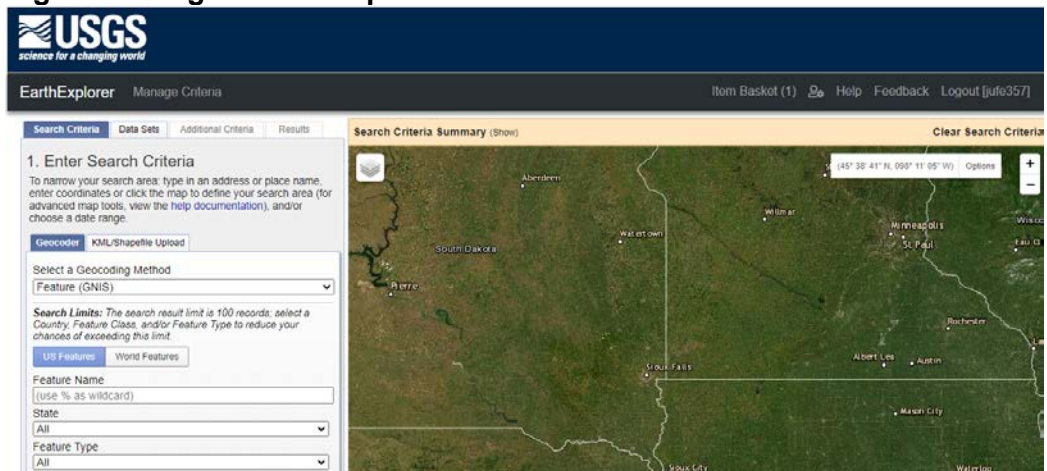 USGS
science for a changing world
EarthExplorer Manage Criteria Item Basket (1) Help Feedback Logout [jufe357]
Search Criteria Data Sets Additional Criteria Results
Search Criteria Summary (Show) Clear Search Criteria
1. Enter Search Criteria
To narrow your search area: type in an address or place name,
enter coordinates or click the map to define your search area (for
advanced map tools, view the help documentation), and/or
choose a date range.
Geocoder KML/Shapefile Upload
Select a Geocoding Method
Feature (GNIS)
Search Limits: The search result limit is 100 records; select a
Country, Feature Class, and/or Feature Type to reduce your
chances of exceeding this limit.
US Features World Features
Feature Name
(use % as wildcard)
State
All
Feature Type
All
(45° 38' 41" N, 098° 11' 05" W) Options
+
−
Aberdeen
Willmar
Minneapolis
Watertown
St Paul
South Dakota
Pierre
Rochester
Albert Lea
Austin
Sioux Falls
Mason City
Sioux City
Waterloo